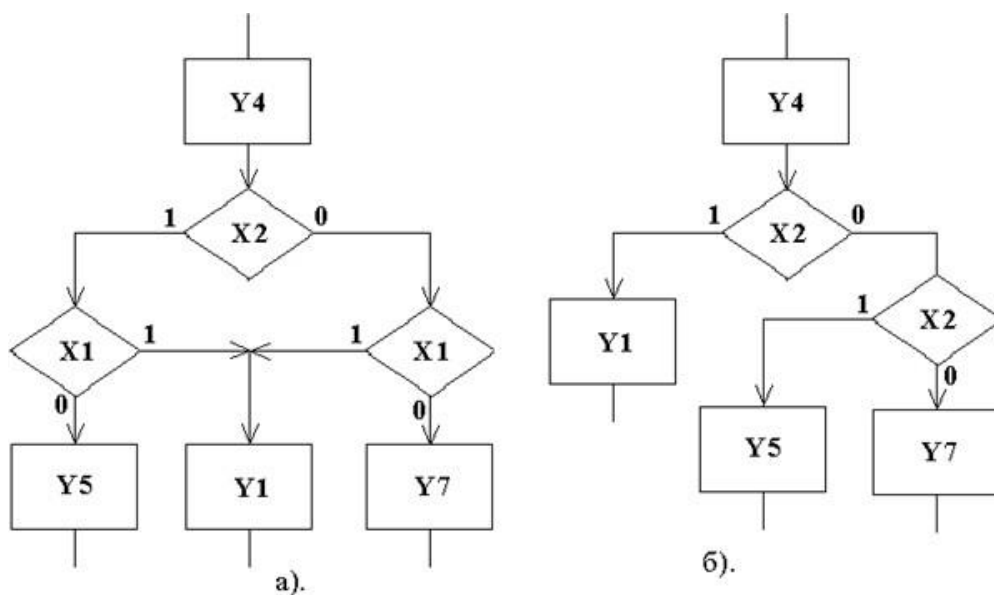 Y4
1 0
X2
X1 1 1 X1
0 0
Y5 Y1 Y7
а).
Y4
1 0
X2
Y1 1 X2
0
Y5 Y7
б).